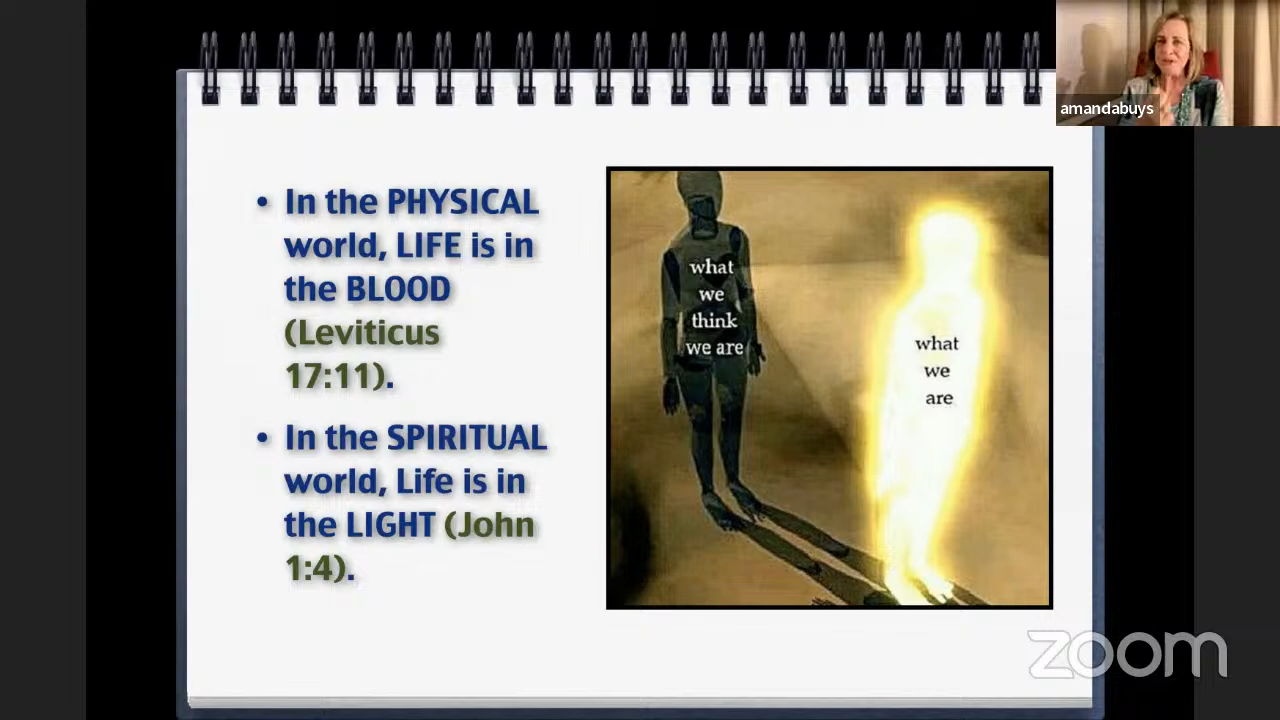 amandabuys
• In the PHYSICAL
world, LIFE is in
the BLOOD
(Leviticus
17:11).
• In the SPIRITUAL
world, Life is in
the LIGHT (John
1:4).
what
we
think
we are
what
we
are
zoom